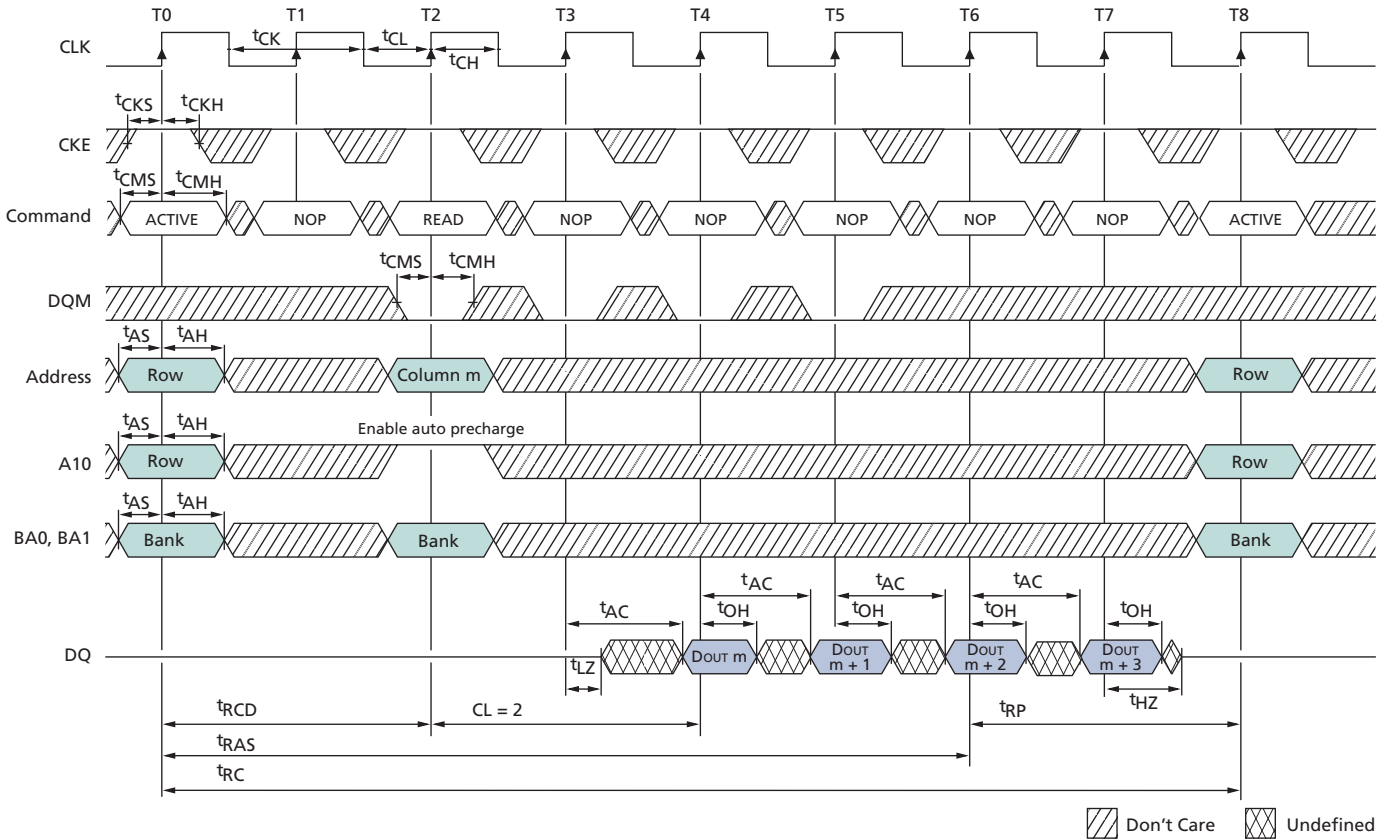 T0 T1 T2 T3 T4 T5 T6 T7 T8
CLK
tCK tCL
tCH
tCKS tCKH
CKE
tCMS tCMH
Command ACTIVE NOP READ NOP NOP NOP NOP NOP ACTIVE
tCMS tCMH
DQM
tAS tAH
Address Row Column m Row
tAS tAH Enable auto precharge
A10 Row Row
tAS tAH
BA0, BA1 Bank Bank Bank
tAC tAC tAC
tAC tOH tOH tOH tOH
DQ DOUT m DOUT m + 1 DOUT m + 2 DOUT m + 3
tLZ tHZ
tRCD CL = 2 tRP
tRAS
tRC
Don't Care Undefined